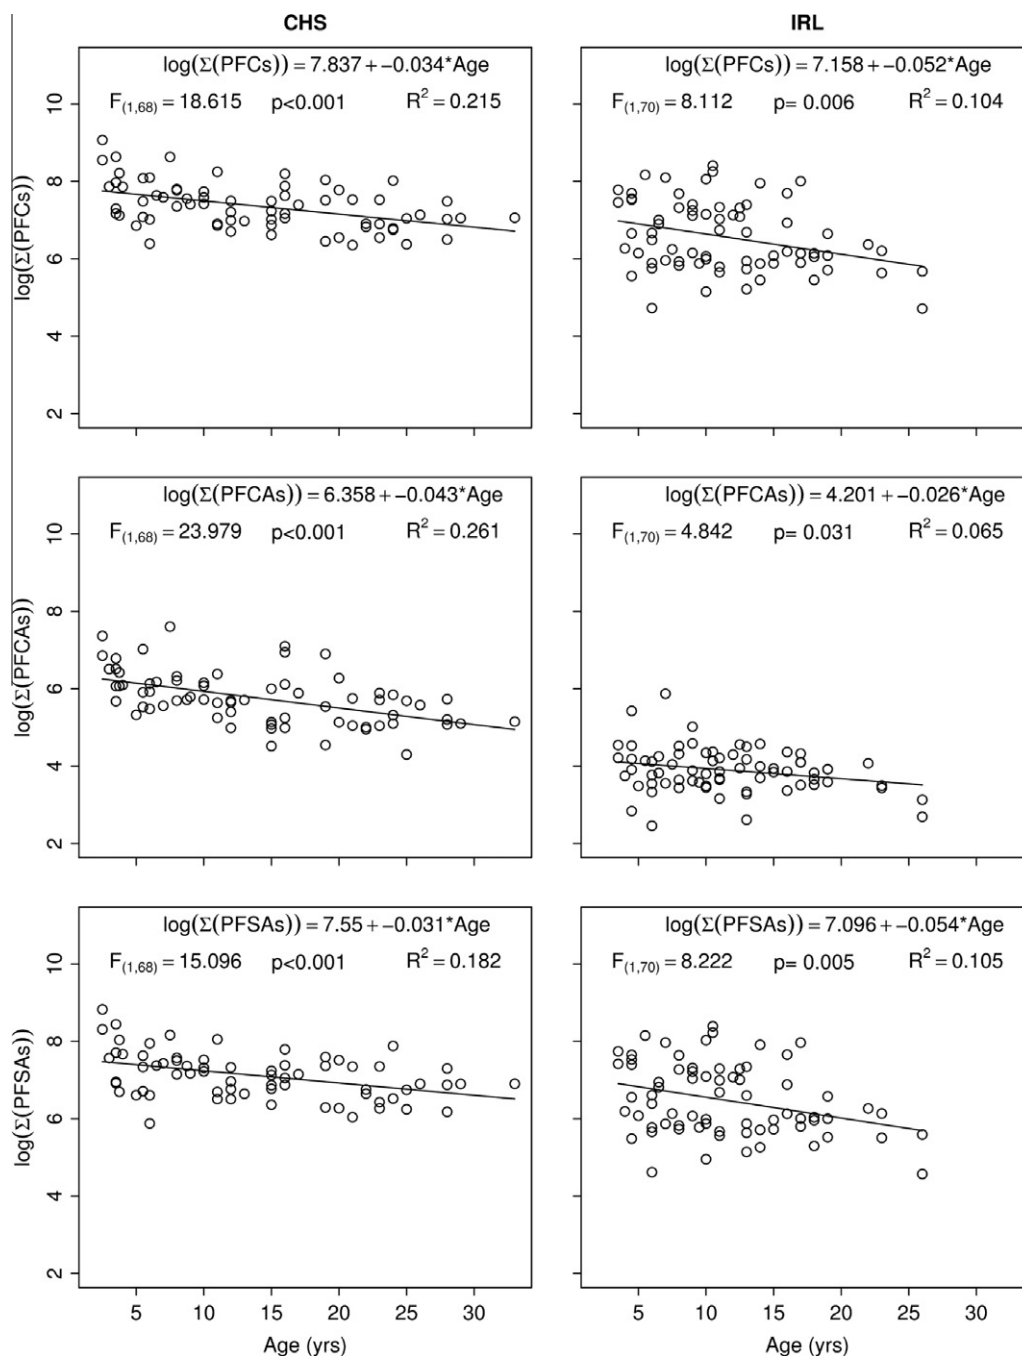 CHS IRL
log(Σ(PFCs)) = 7.837 + −0.034*Age
F(1,68) = 18.615 p<0.001 R² = 0.215
log(Σ(PFCs)) = 7.158 + −0.052*Age
F(1,70) = 8.112 p= 0.006 R² = 0.104
log(Σ(PFCs))
10
8
6
4
2
log(Σ(PFCAs)) = 6.358 + −0.043*Age
F(1,68) = 23.979 p<0.001 R² = 0.261
log(Σ(PFCAs)) = 4.201 + −0.026*Age
F(1,70) = 4.842 p= 0.031 R² = 0.065
log(Σ(PFCAs))
10
8
6
4
2
log(Σ(PFSAs)) = 7.55 + −0.031*Age
F(1,68) = 15.096 p<0.001 R² = 0.182
log(Σ(PFSAs)) = 7.096 + −0.054*Age
F(1,70) = 8.222 p= 0.005 R² = 0.105
log(Σ(PFSAs))
10
8
6
4
2
5 10 15 20 25 30 5 10 15 20 25 30
Age (yrs) Age (yrs)